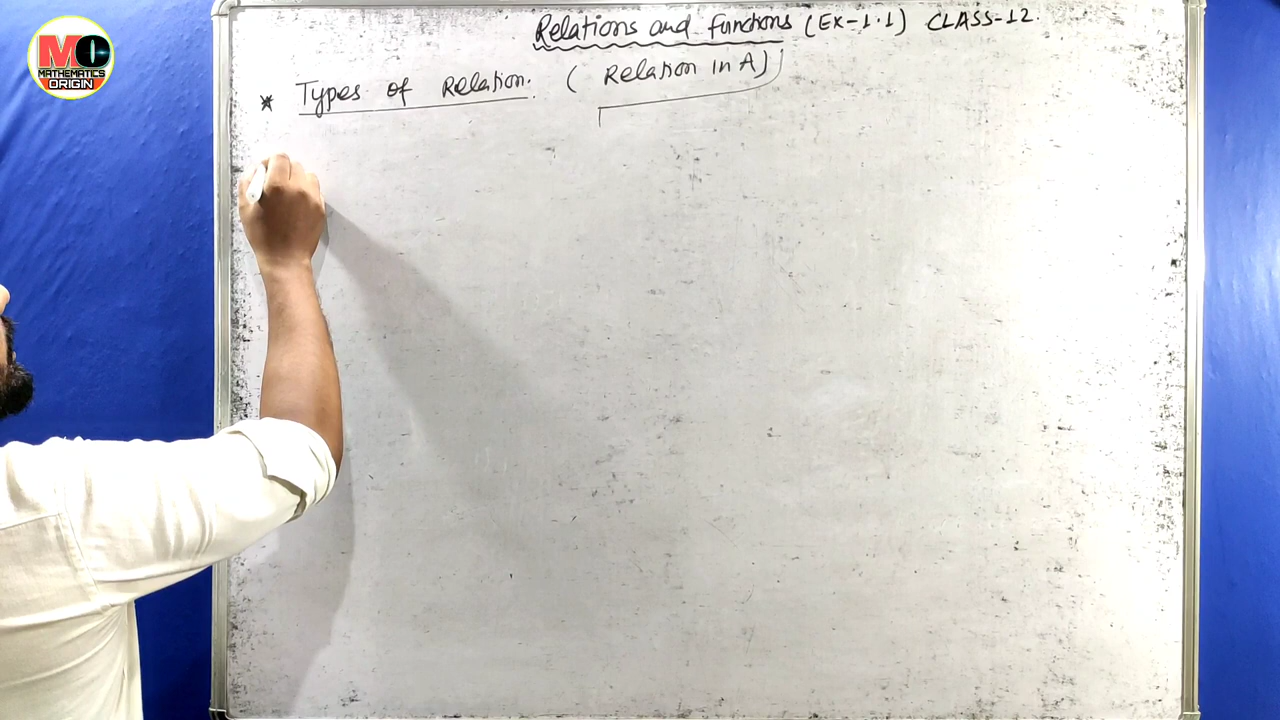 MO
MATHEMATICS
ORIGIN
Relations and functions (EX-1.1) CLASS-12.
* Types of Relation. ( Relation in A)